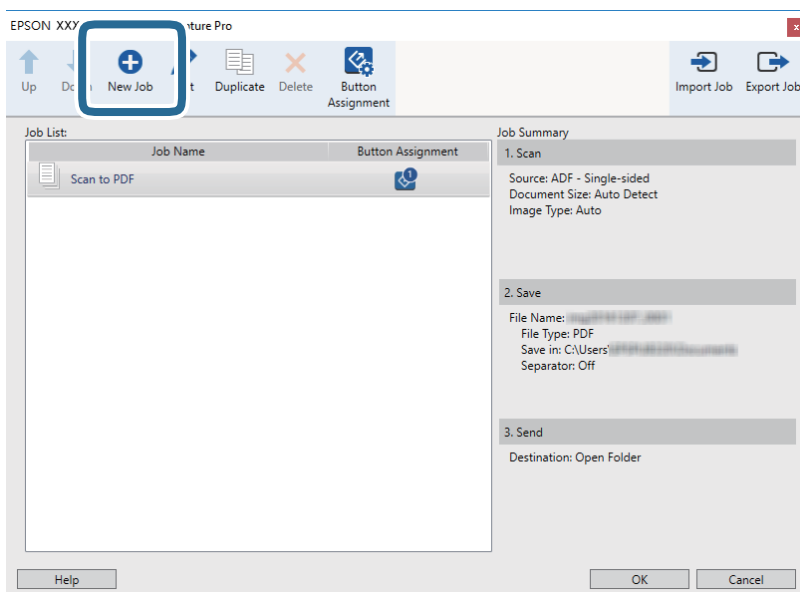 EPSON XXX ture Pro
Up
New Job
Duplicate
Delete
Button
Assignment
Import Job
Export Job
Job List:
Job Name
Button Assignment
Scan to PDF
1
Job Summary
1. Scan
Source: ADF - Single-sided
Document Size: Auto Detect
Image Type: Auto
2. Save
File Name:
File Type: PDF
Save in: C:\Users\
Separator: Off
3. Send
Destination: Open Folder
Help
OK
Cancel